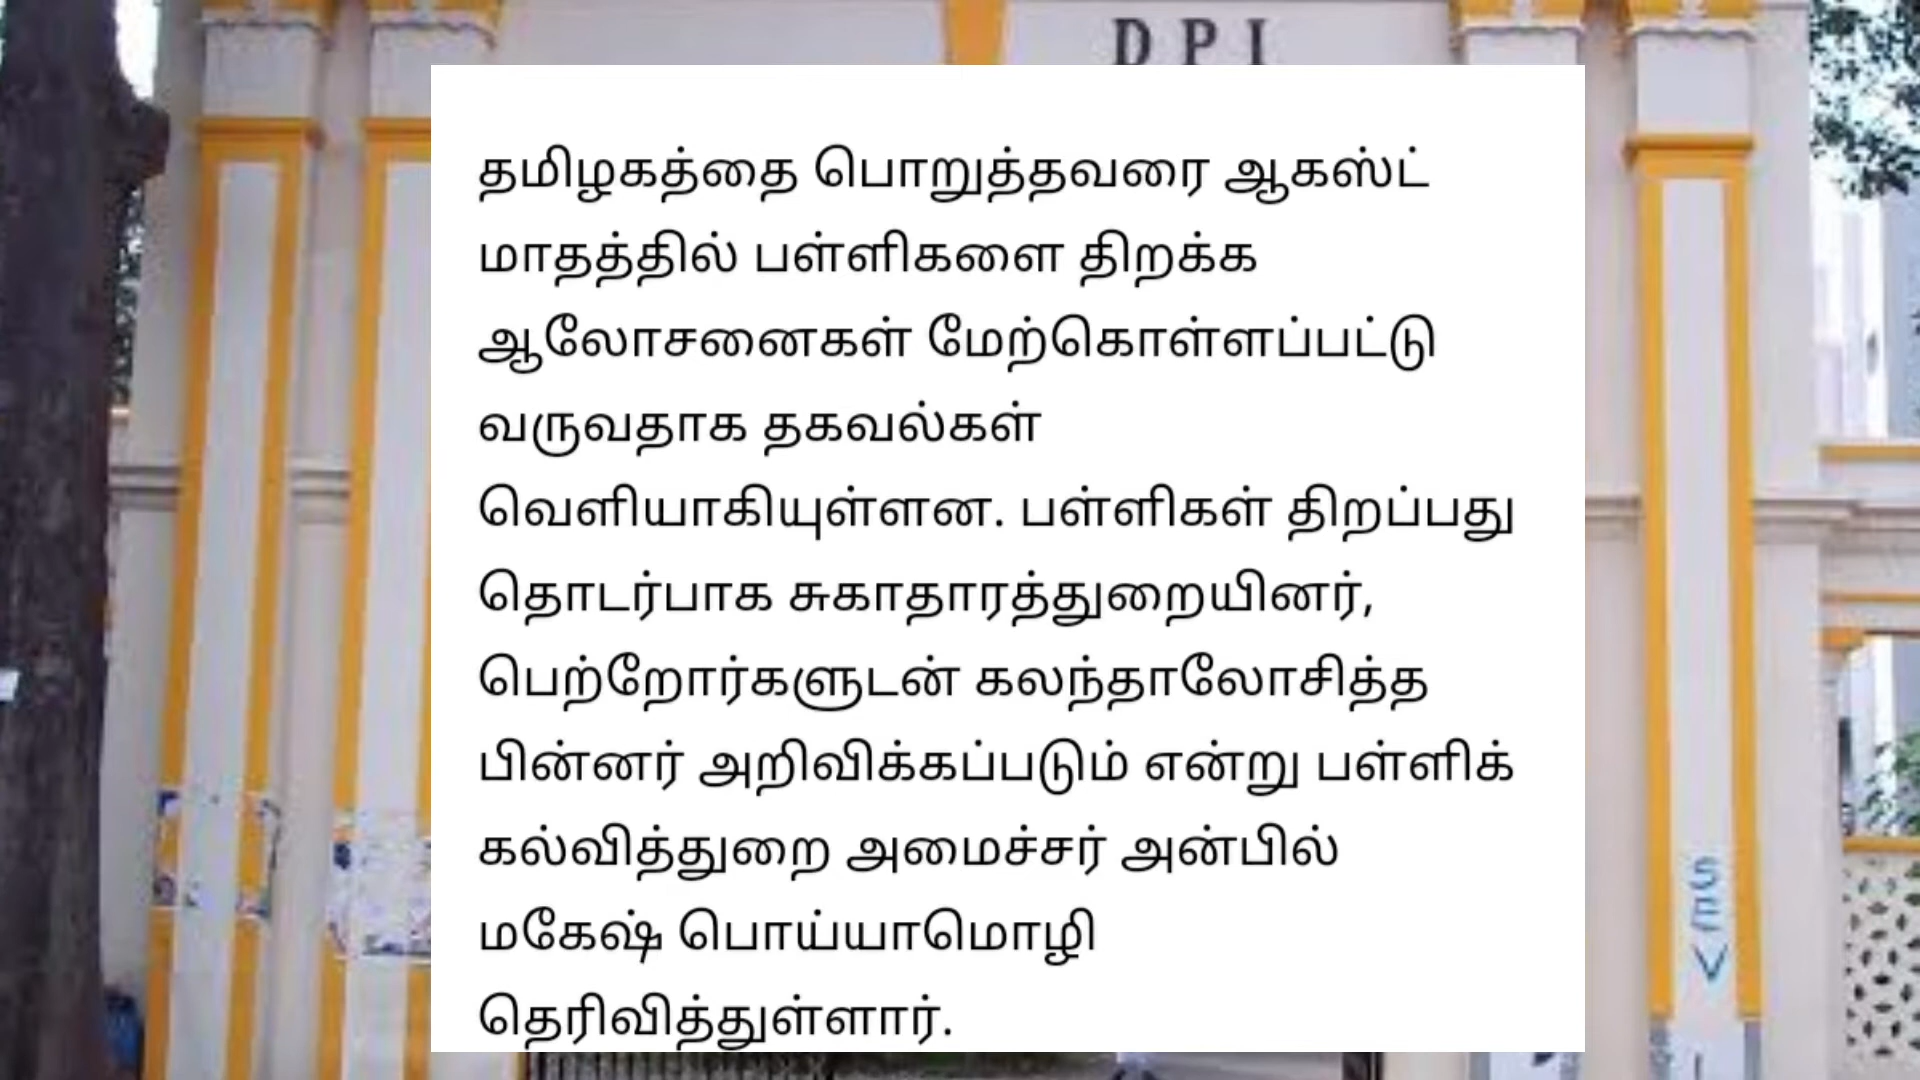 D P I
தமிழகத்தை பொறுத்தவரை ஆகஸ்ட்
மாதத்தில் பள்ளிகளை திறக்க
ஆலோசனைகள் மேற்கொள்ளப்பட்டு
வருவதாக தகவல்கள்
வெளியாகியுள்ளன. பள்ளிகள் திறப்பது
தொடர்பாக சுகாதாரத்துறையினர்,
பெற்றோர்களுடன் கலந்தாலோசித்த
பின்னர் அறிவிக்கப்படும் என்று பள்ளிக்
கல்வித்துறை அமைச்சர் அன்பில்
மகேஷ் பொய்யாமொழி
தெரிவித்துள்ளார்.